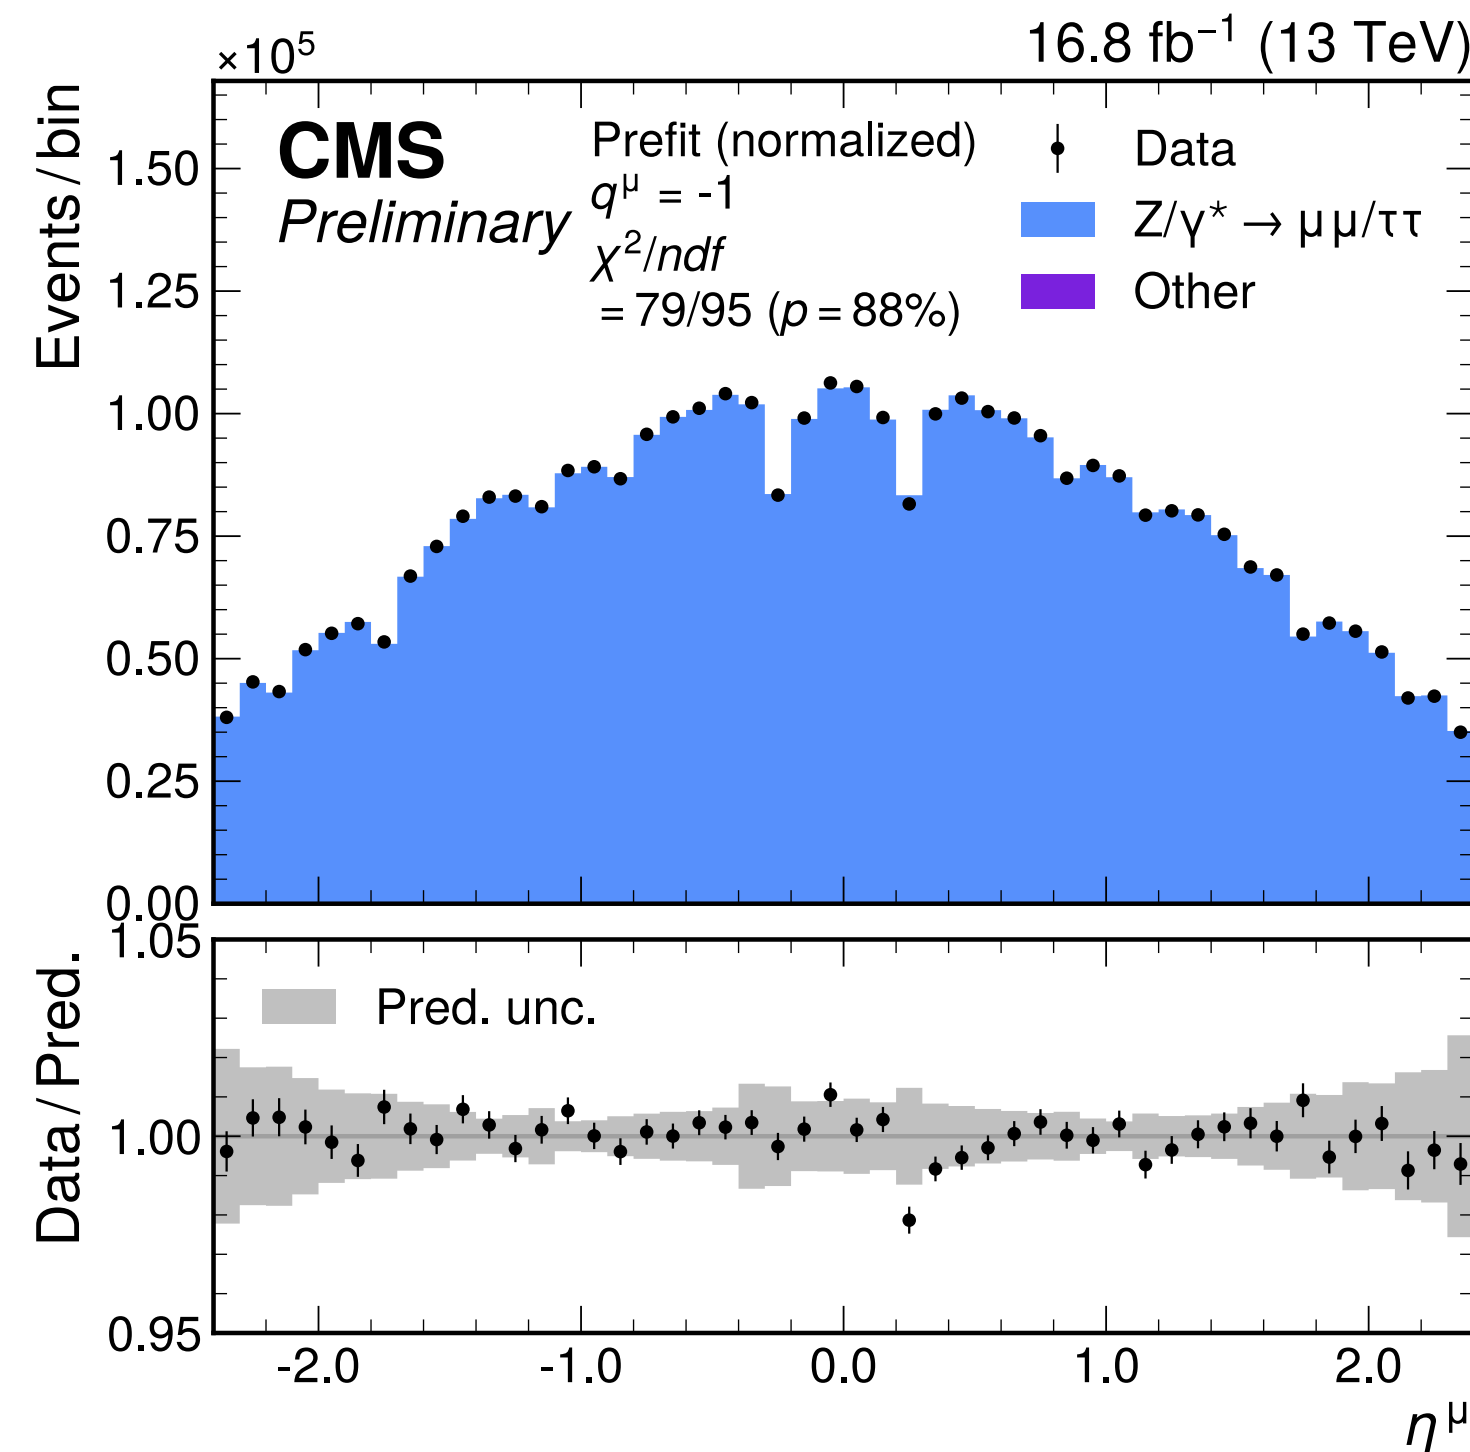 ×10⁵
16.8 fb⁻¹ (13 TeV)
Events / bin
CMS
Preliminary
Prefit (normalized)
q^μ = -1
χ²/ndf
= 79/95 (p = 88%)
Data
Z/γ* → μμ/ττ
Other
1.50
1.25
1.00
0.75
0.50
0.25
0.00
Data / Pred.
Pred. unc.
1.05
1.00
0.95
-2.0 -1.0 0.0 1.0 2.0
η^μ